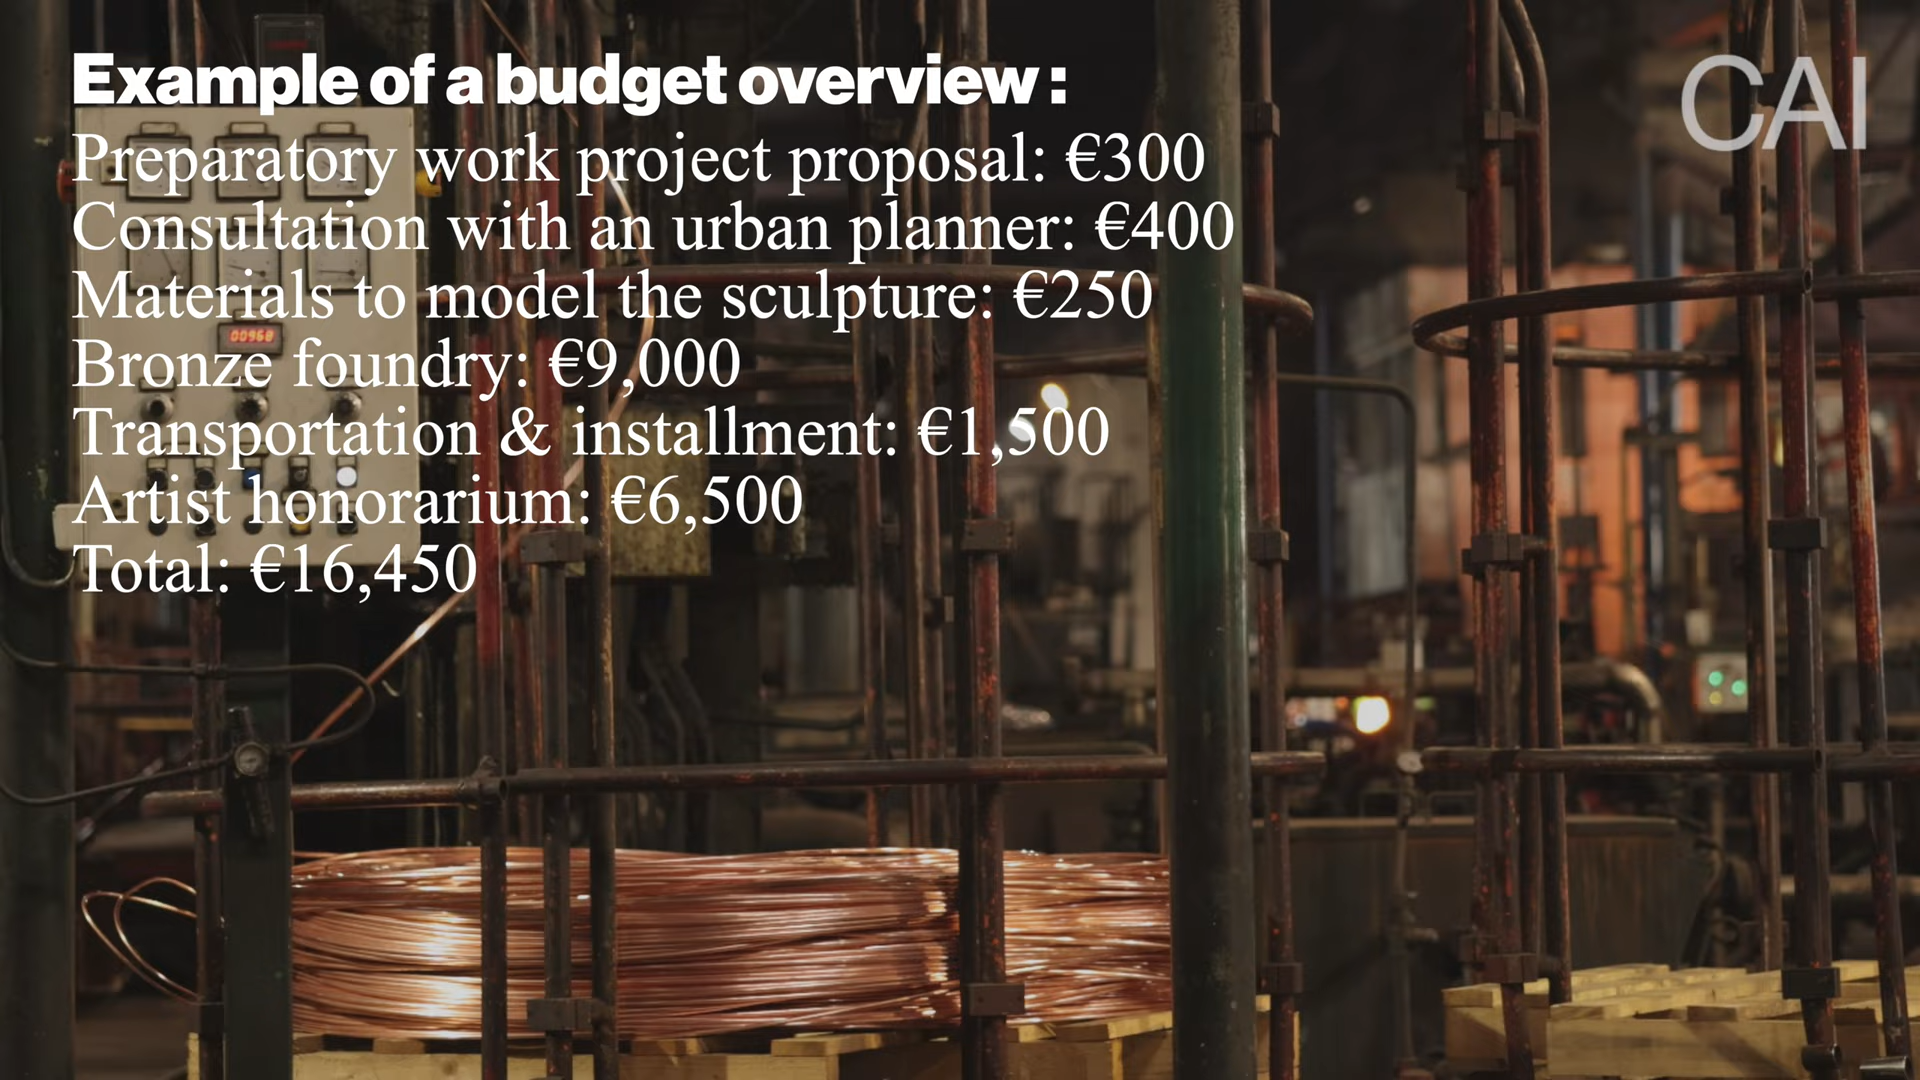 Example of a budget overview:
CAI
Preparatory work project proposal: €300
Consultation with an urban planner: €400
Materials to model the sculpture: €250
Bronze foundry: €9,000
Transportation & installment: €1,500
Artist honorarium: €6,500
Total: €16,450
00968